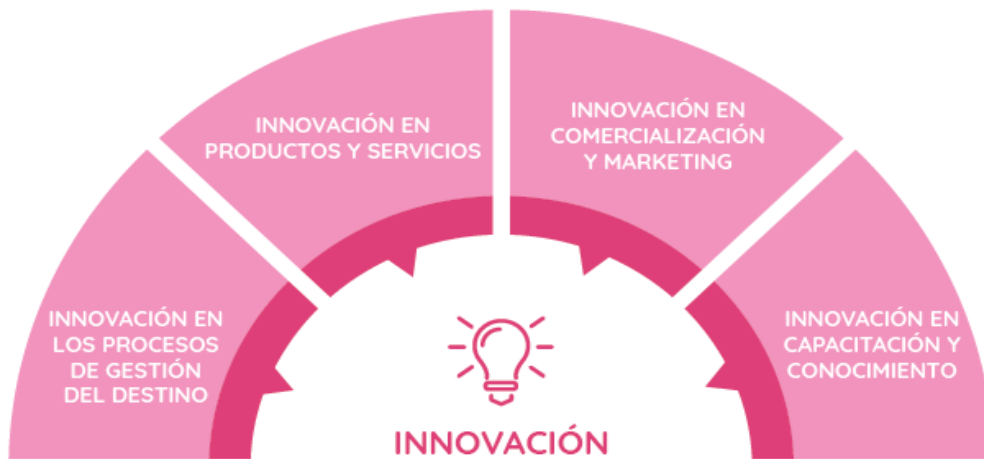 INNOVACIÓN EN
LOS PROCESOS
DE GESTIÓN
DEL DESTINO
INNOVACIÓN EN
PRODUCTOS Y SERVICIOS
INNOVACIÓN EN
COMERCIALIZACIÓN
Y MARKETING
INNOVACIÓN EN
CAPACITACIÓN Y
CONOCIMIENTO
INNOVACIÓN